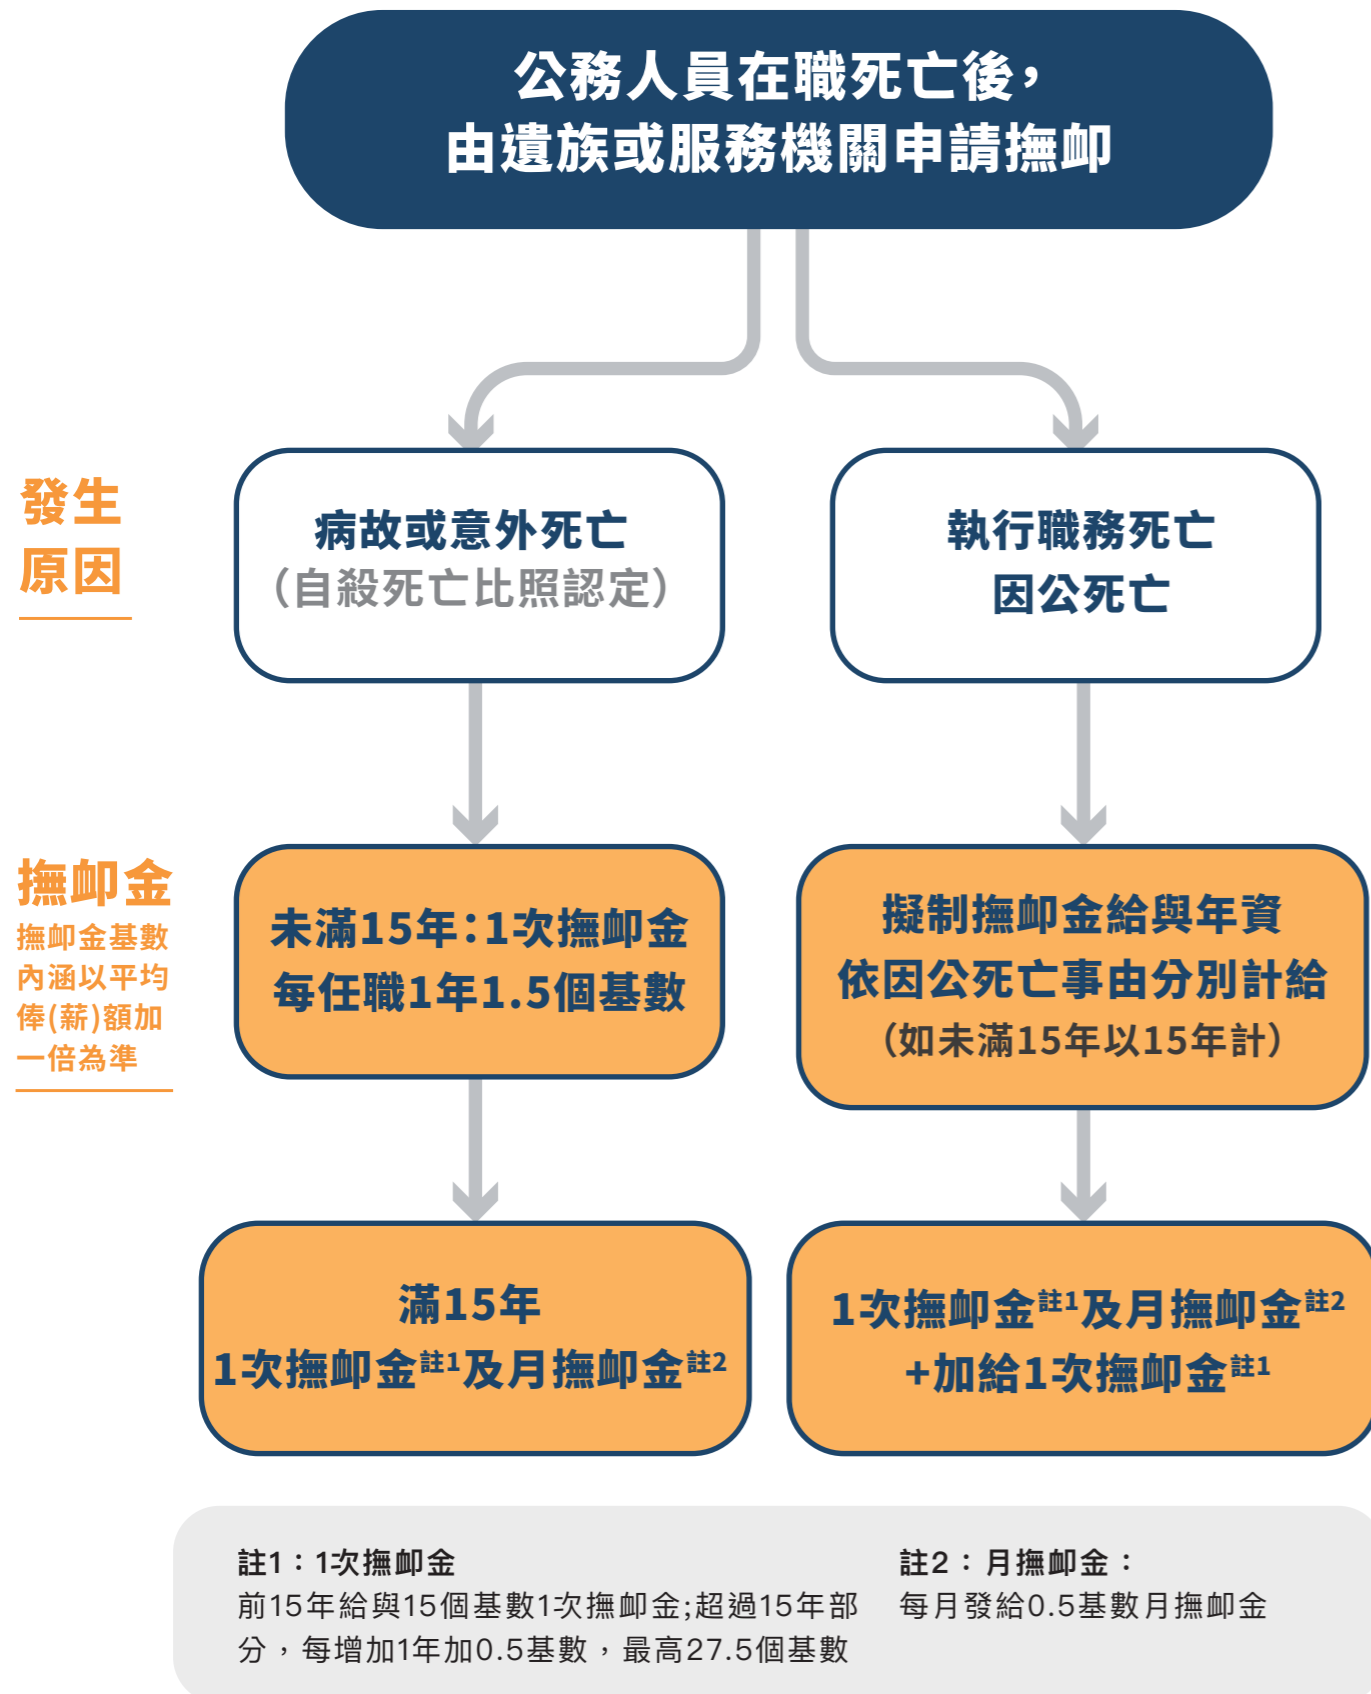 公務人員在職死亡後，
由遺族或服務機關申請撫卹
發生
原因
病故或意外死亡
（自殺死亡比照認定）
執行職務死亡
因公死亡
撫卹金
撫卹金基數
內涵以平均
俸(薪)額加
一倍為準
未滿15年：1次撫卹金
每任職1年1.5個基數
擬制撫卹金給與年資
依因公死亡事由分別計給
（如未滿15年以15年計）
滿15年
1次撫卹金註1及月撫卹金註2
1次撫卹金註1及月撫卹金註2
+加給1次撫卹金註1
註1：1次撫卹金
前15年給與15個基數1次撫卹金;超過15年部
分，每增加1年加0.5基數，最高27.5個基數
註2：月撫卹金：
每月發給0.5基數月撫卹金